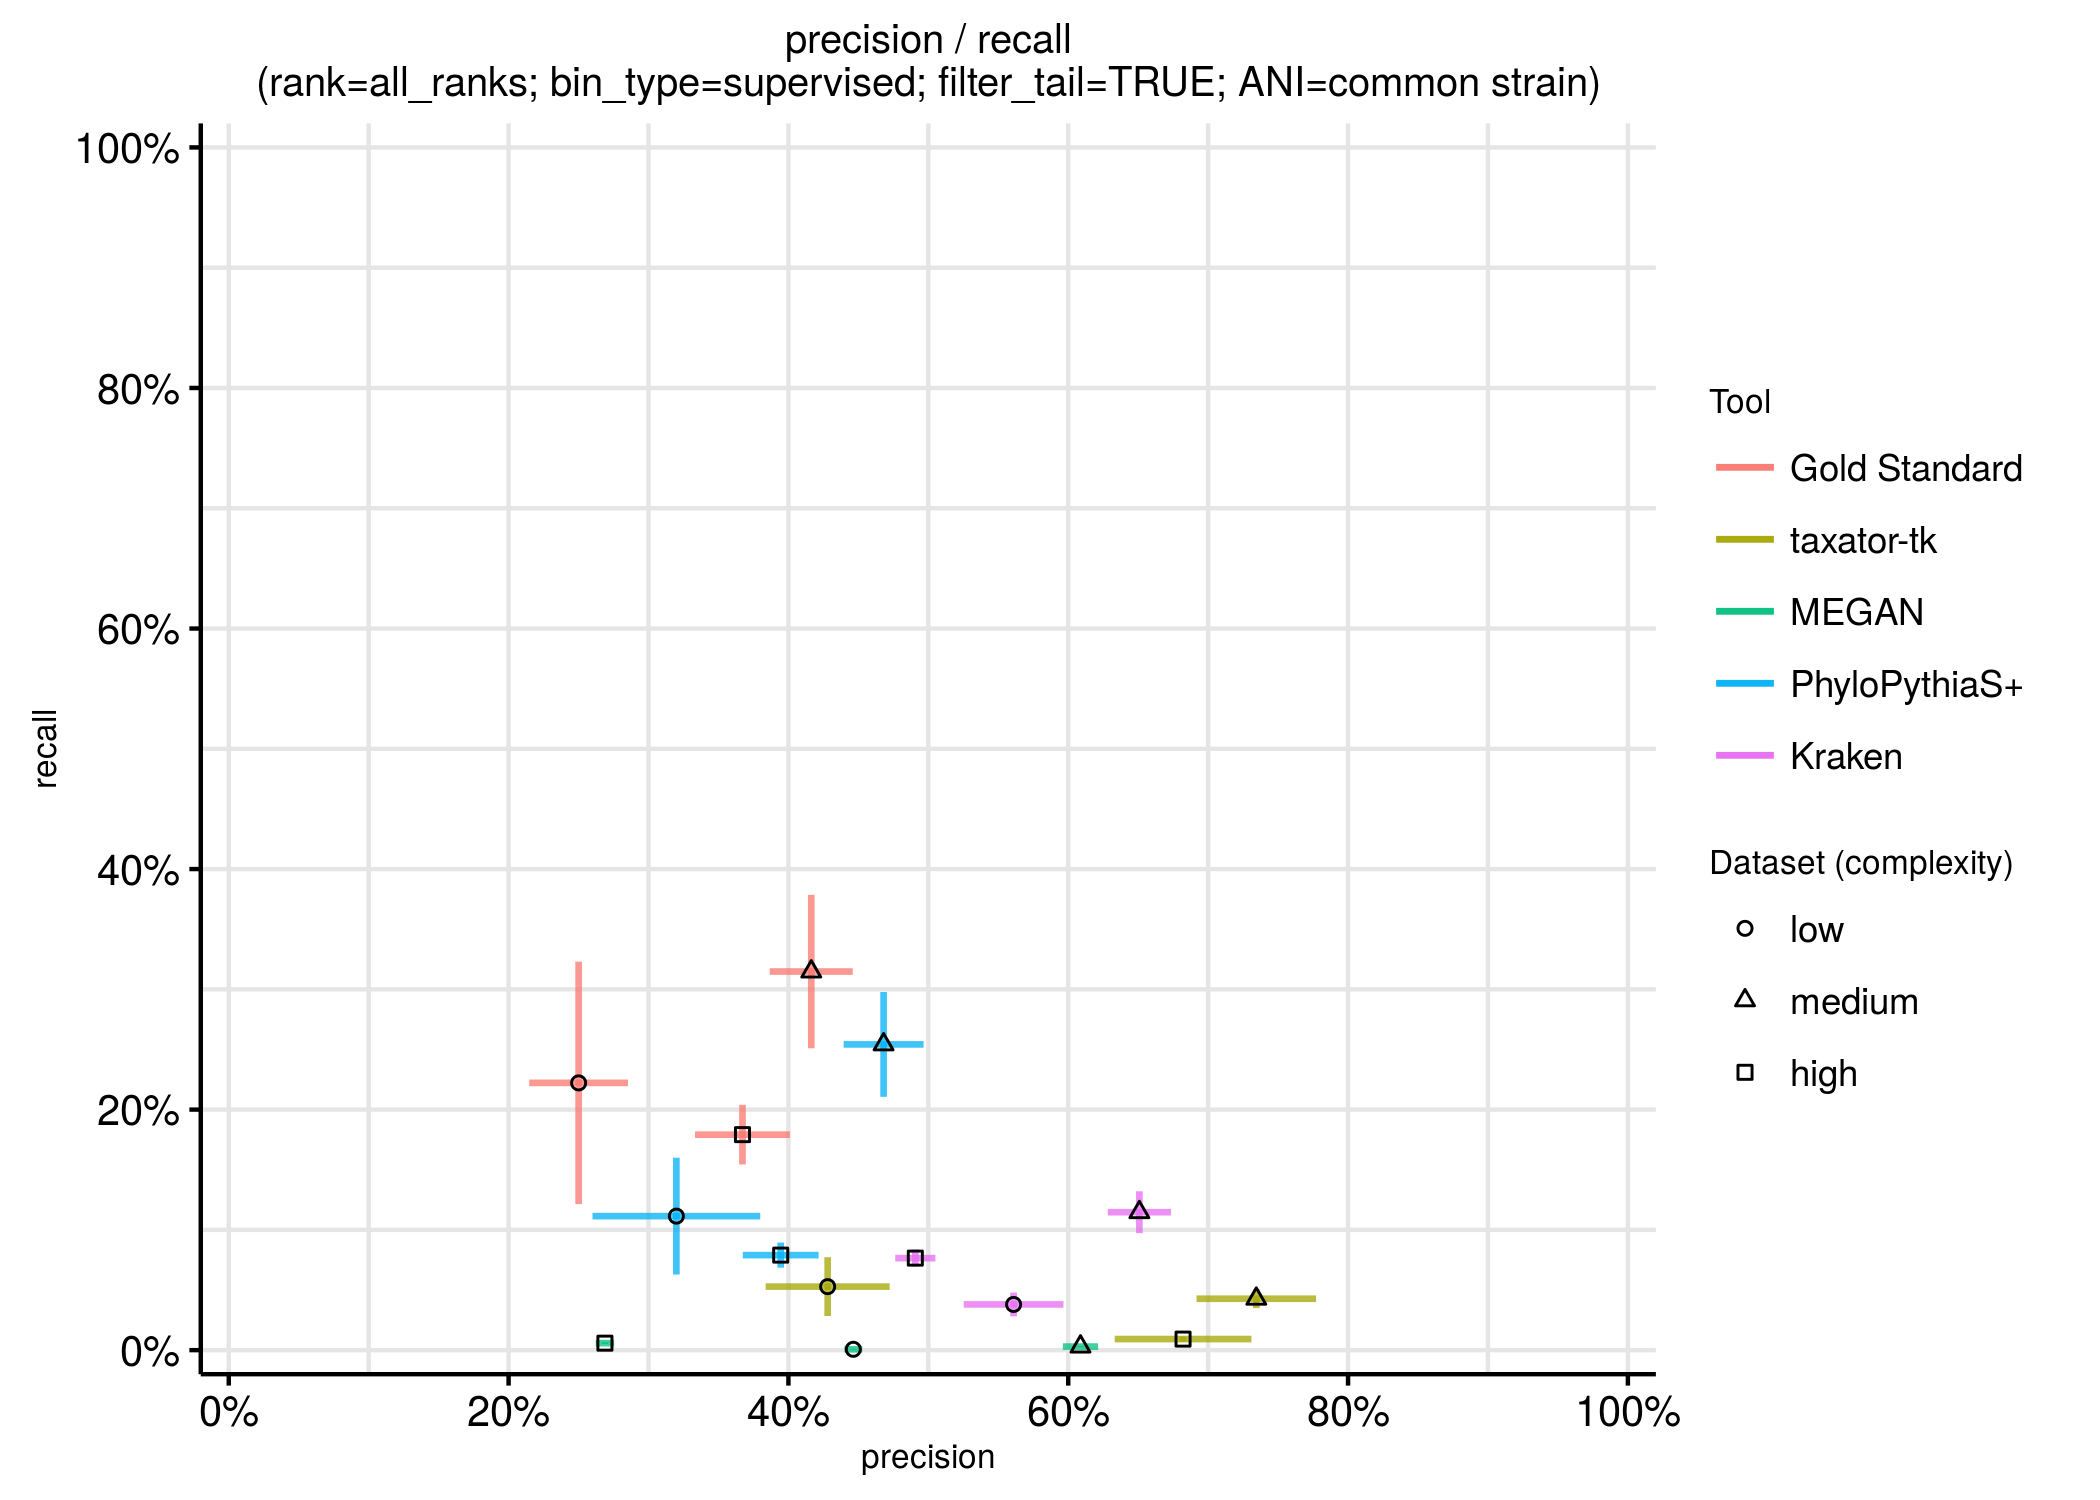 precision / recall
(rank=all_ranks; bin_type=supervised; filter_tail=TRUE; ANI=common strain)
100%
80%
60%
40%
20%
0%
recall
0%
20%
40%
60%
80%
100%
precision
Tool
Gold Standard
taxator-tk
MEGAN
PhyloPythiaS+
Kraken
Dataset (complexity)
low
medium
high